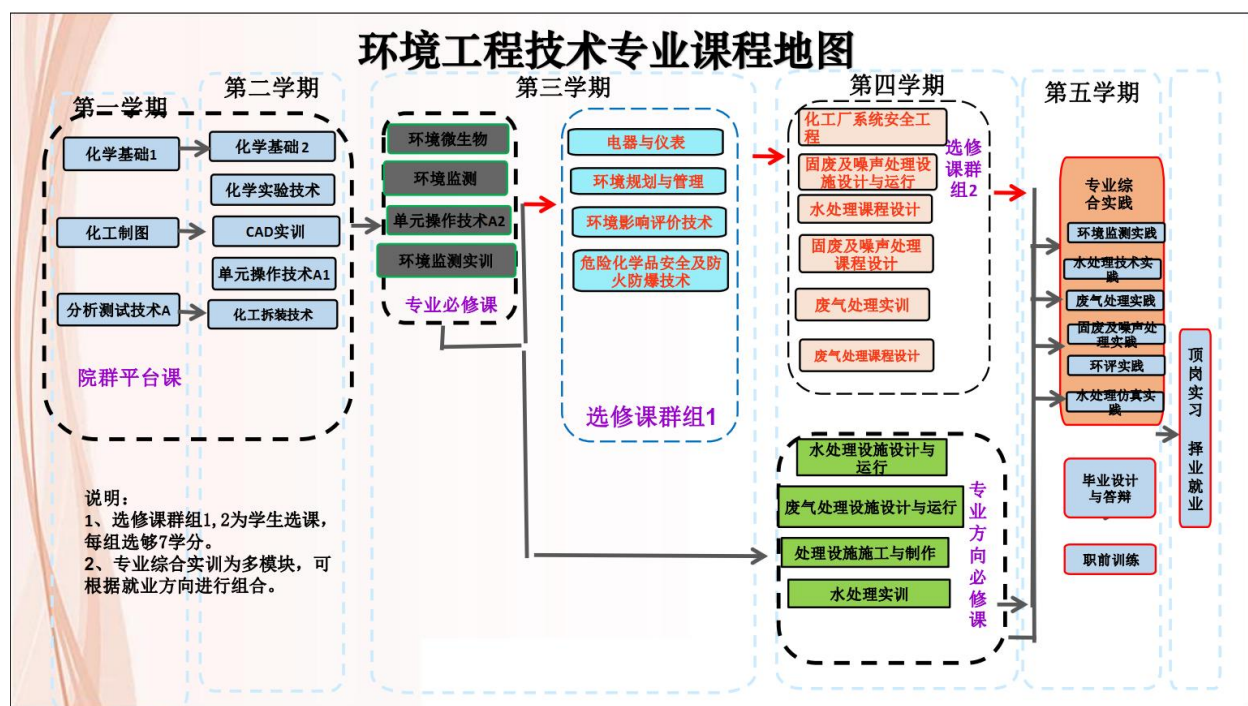 环境工程技术专业课程地图
第一学期
化学基础1
化工制图
分析测试技术A
院群平台课
第二学期
化学基础2
化学实验技术
CAD实训
单元操作技术A1
化工拆装技术
第三学期
环境微生物
环境监测
单元操作技术A2
环境监测实训
专业必修课
电器与仪表
环境规划与管理
环境影响评价技术
危险化学品安全及防
火防爆技术
选修课群组1
第四学期
化工厂系统安全工
程
固废及噪声处理设
施设计与运行
水处理课程设计
固废及噪声处理
课程设计
废气处理实训
废气处理课程设计
选修课群组2
水处理设施设计与
运行
废气处理设施设计与运行
处理设施施工与制作
水处理实训
专业方向必修课
第五学期
专业综
合实践
环境监测实践
水处理技术实
践
废气处理实践
固废及噪声处
理实践
环评实践
水处理仿真实
践
毕业设计
与答辩
职前训练
顶岗实习 择业就业
说明:
1、选修课群组1,2为学生选课,
每组选够7学分。
2、专业综合实训为多模块,可
根据就业方向进行组合。